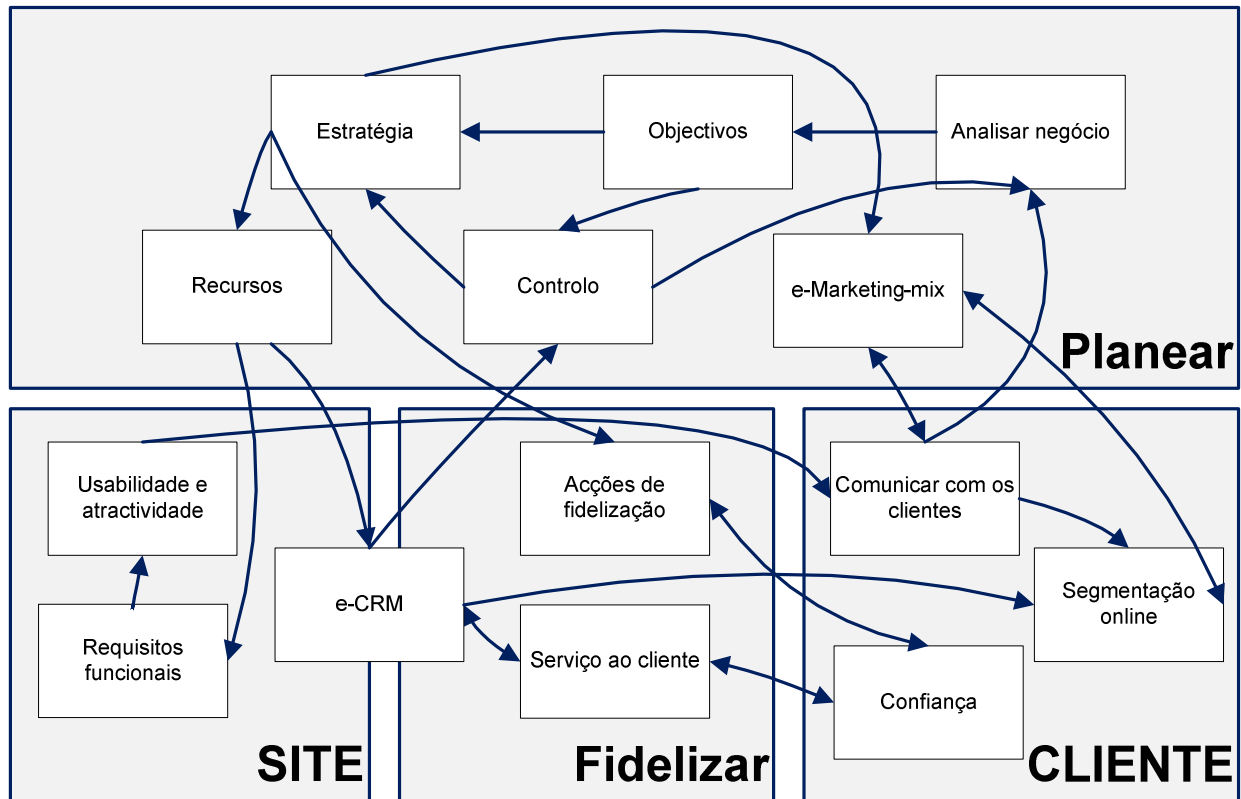 Estratégia
Objectivos
Analisar negócio
Recursos
Controlo
e-Marketing-mix
Planear
Usabilidade e
atractividade
Requisitos
funcionais
e-CRM
SITE
Acções de
fidelização
Serviço ao cliente
Fidelizar
Comunicar com os
clientes
Segmentação
online
Confiança
CLIENTE